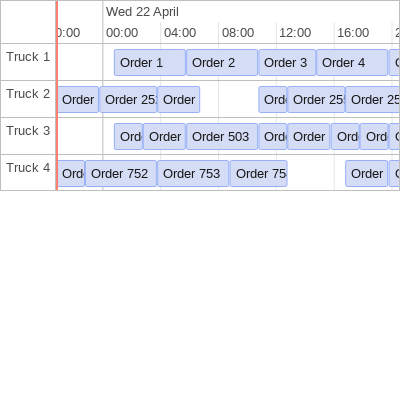 Wed 22 April
0:00 00:00 04:00 08:00 12:00 16:00
Truck 1 Order 1 Order 2 Order 3 Order 4
Truck 2 Order Order 25 Order Ord Order 25 Order 25
Truck 3 Ord Order Order 503 Ord Order Ord Ord
Truck 4 Ord Order 752 Order 753 Order 75 Order